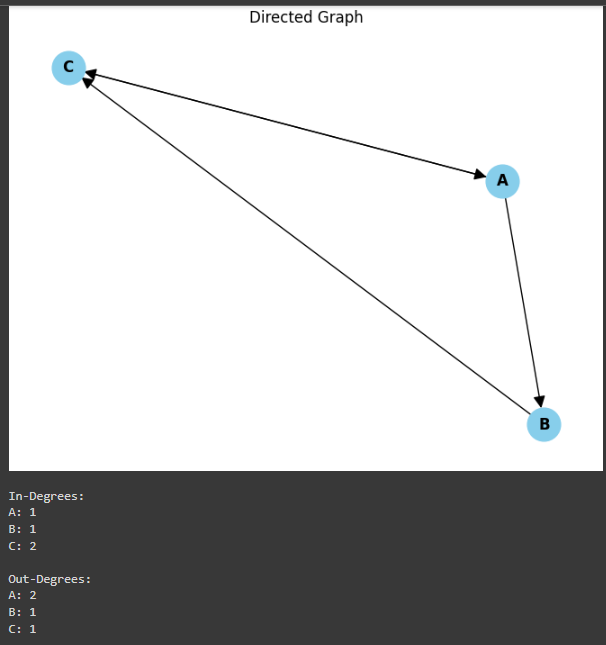 Directed Graph
C
A
B
In-Degrees:
A: 1
B: 1
C: 2
Out-Degrees:
A: 2
B: 1
C: 1